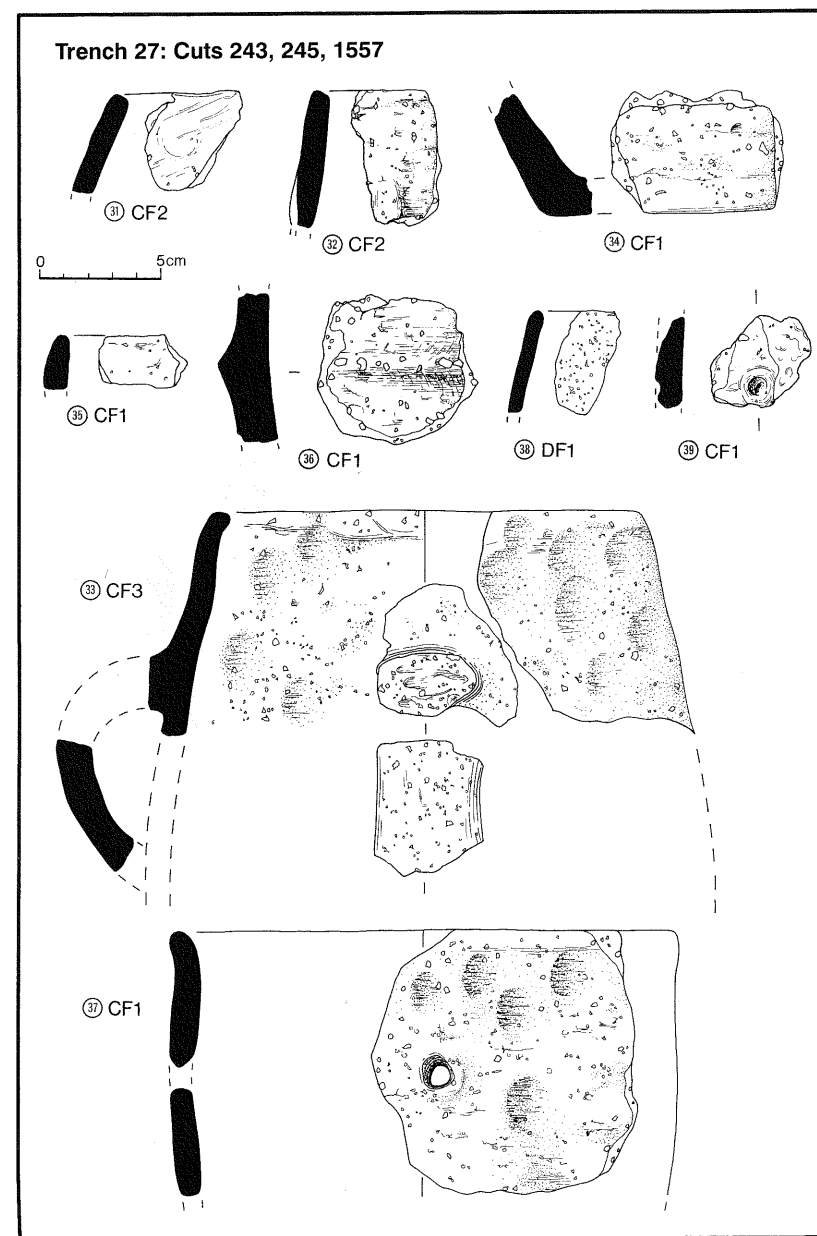 Trench 27: Cuts 243, 245, 1557
31 CF2
32 CF2
34 CF1
0 5cm
35 CF1
36 CF1
38 DF1
39 CF1
33 CF3
37 CF1